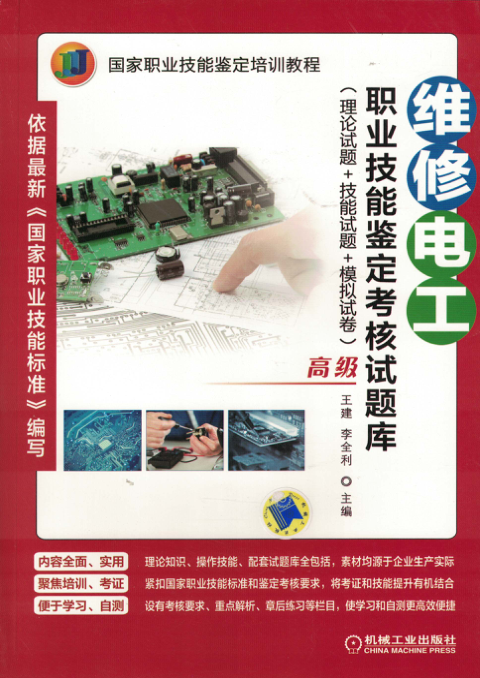 国家职业技能鉴定培训教程
维修电工
职业技能鉴定考核试题库
（理论试题+技能试题+模拟试卷）
高级
王建 李全利 ◎ 主编
依据最新《国家职业技能标准》编写
内容全面、实用
理论知识、操作技能、配套试题库全包括，素材均源于企业生产实际
聚焦培训、考证
紧扣国家职业技能标准和鉴定考核要求，将考证和技能提升有机结合
便于学习、自测
设有考核要求、重点解析、章后练习等栏目，使学习和自测更高效便捷
机械工业出版社
CHINA MACHINE PRESS